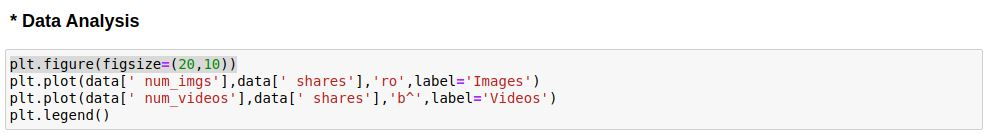 * Data Analysis
plt.figure(figsize=(20,10))
plt.plot(data[' num_imgs'],data[' shares'],'ro',label='Images')
plt.plot(data[' num_videos'],data[' shares'],'b^',label='Videos')
plt.legend()